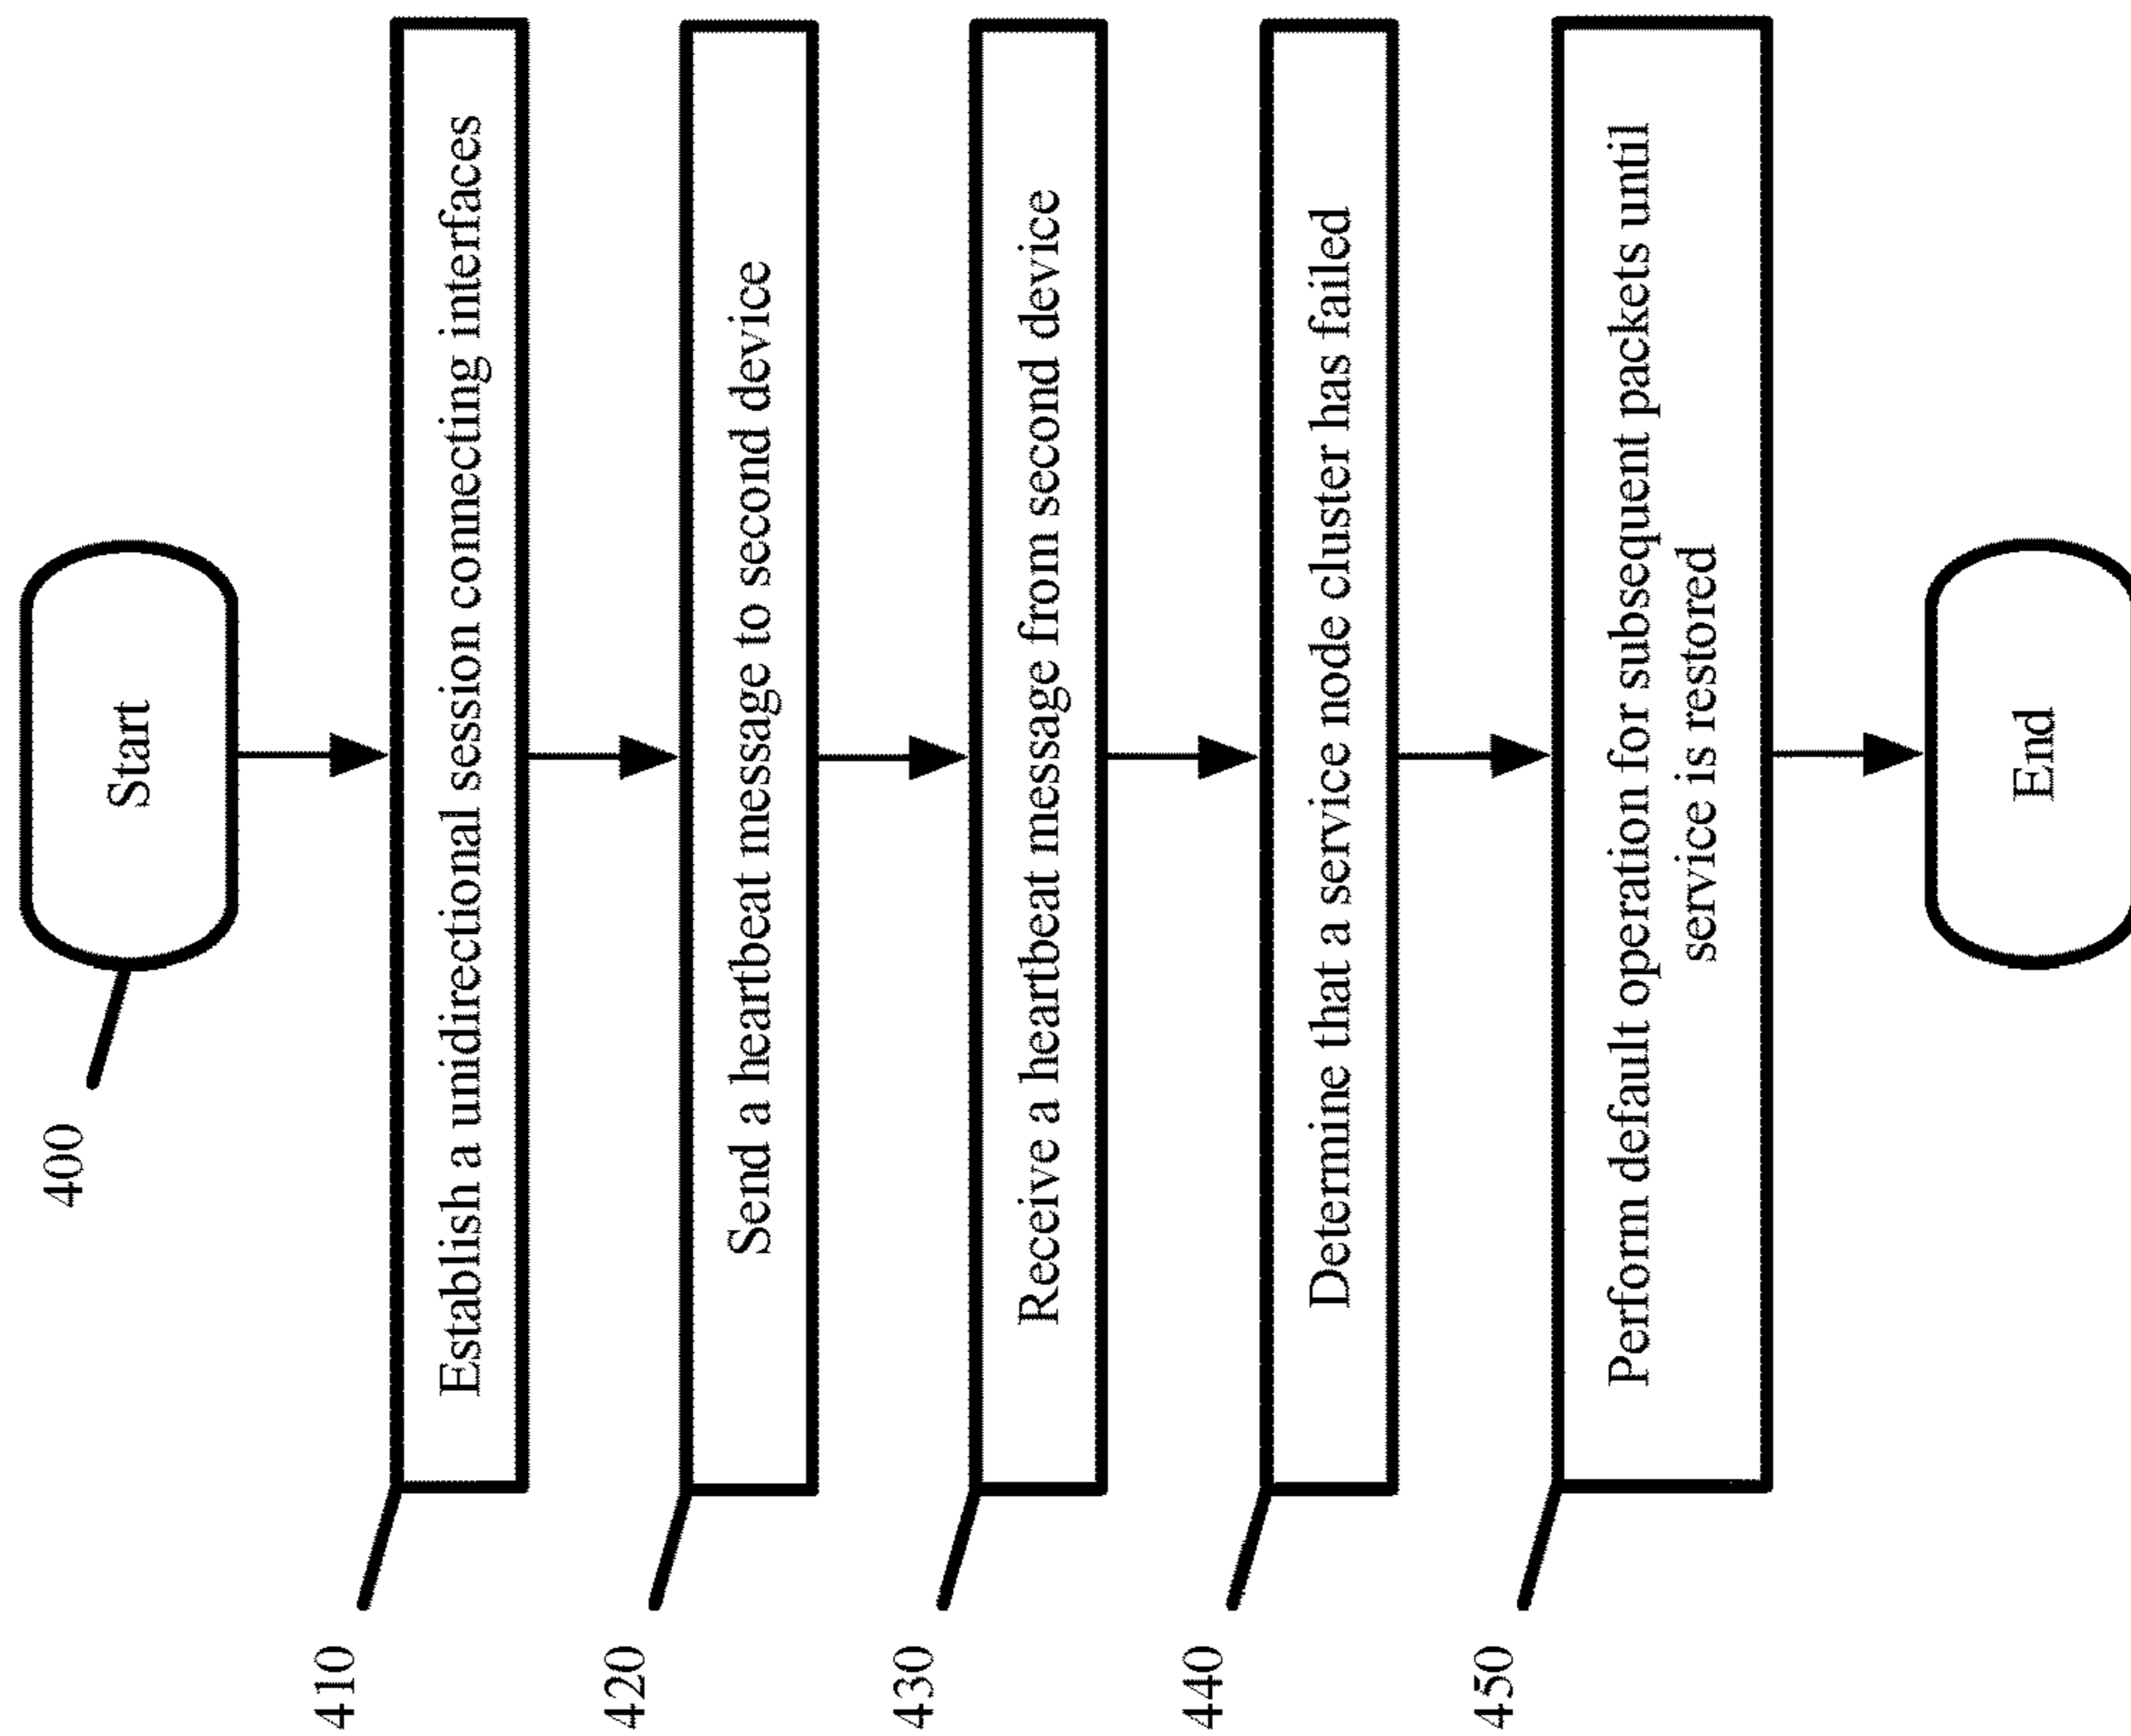 400
Start
410
Establish a unidirectional session connecting interfaces
420
Send a heartbeat message to second device
430
Receive a heartbeat message from second device
440
Determine that a service node cluster has failed
450
Perform default operation for subsequent packets until
service is restored
End